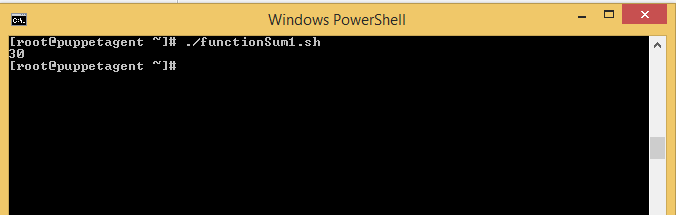 Windows PowerShell
[root@puppetagent ~]# ./functionSum1.sh
30
[root@puppetagent ~]#